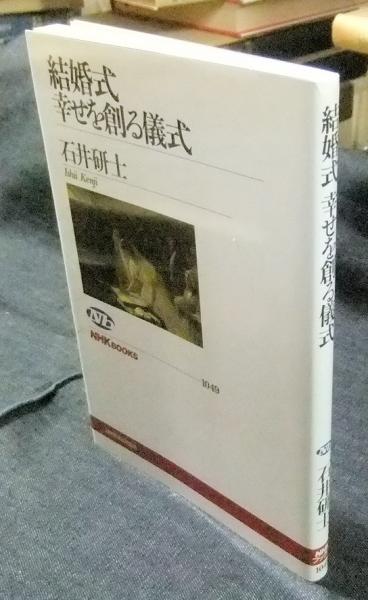 結婚式
幸せを創る儀式
石井研士
Ishii Kenji
NHK BOOKS
1049
結婚式 幸せを創る儀式
石井研士